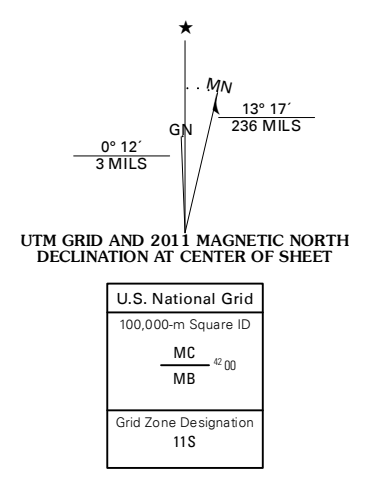 ★
MN
GN
13° 17´
236 MILS
0° 12´
3 MILS
UTM GRID AND 2011 MAGNETIC NORTH
DECLINATION AT CENTER OF SHEET
U.S. National Grid
100,000-m Square ID
MC
42 00
MB
Grid Zone Designation
11S